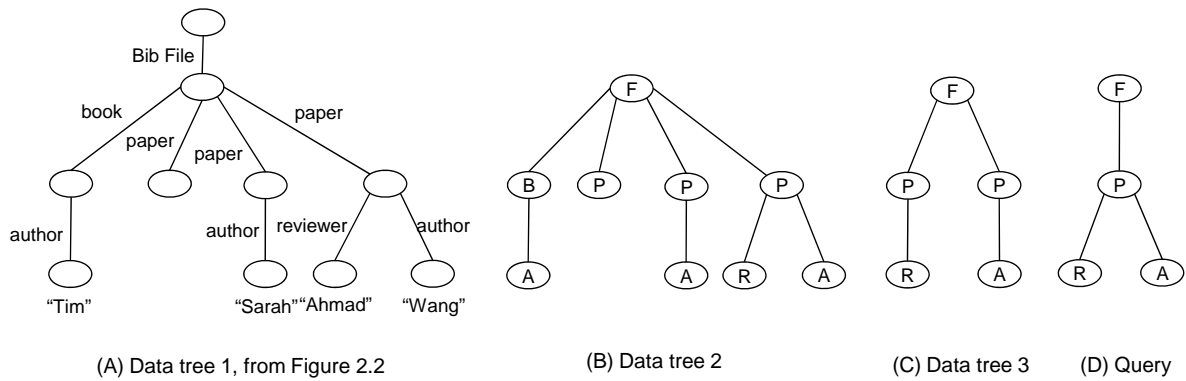 Bib File
F
F
F
book
paper
paper
paper
B
P
P
P
P
P
P
author
author
reviewer
author
A
A
R
A
R
A
R
A
“Tim”
“Sarah”
“Ahmad”
“Wang”
(A) Data tree 1, from Figure 2.2
(B) Data tree 2
(C) Data tree 3
(D) Query